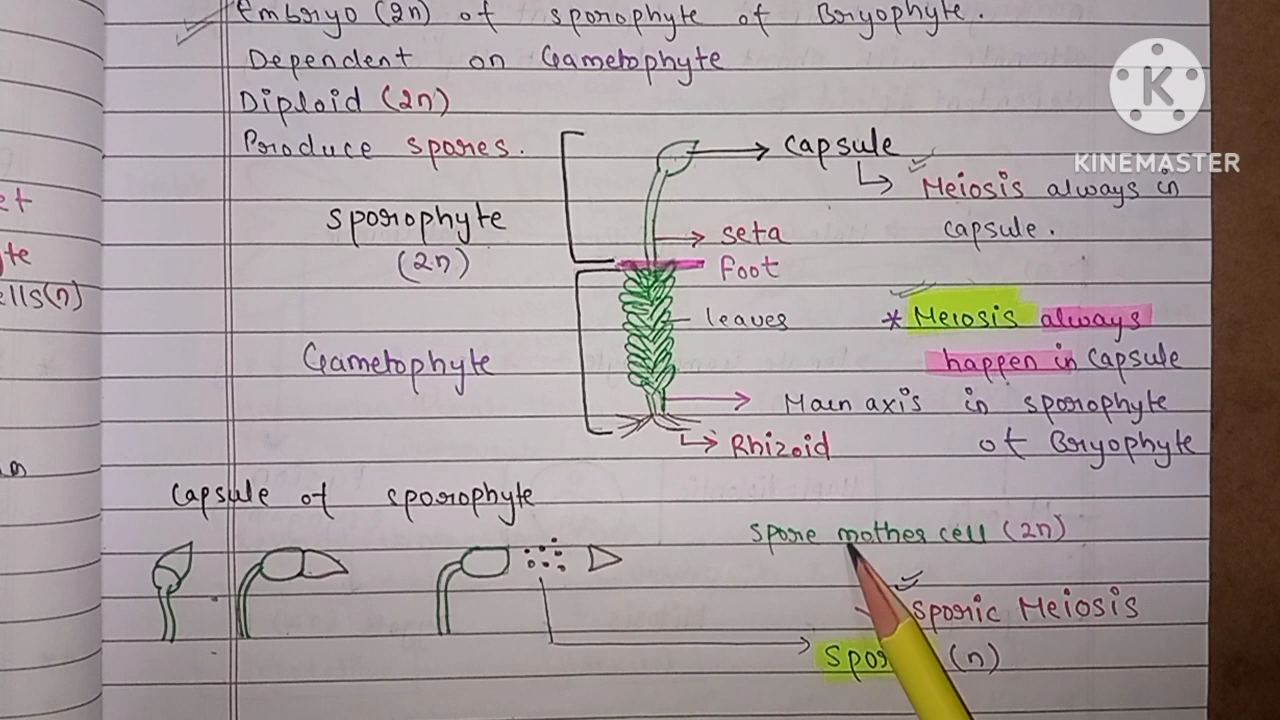 Embryo (2n) of sporophyte of Bryophyte.
Dependent on Gametophyte
Diploid (2n)
Produce spores.
capsule
Meiosis always in
capsule.
sporophyte
(2n)
seta
Foot
leaves
* Meiosis always
happen in capsule
in sporophyte
of Bryophyte
Gametophyte
Main axis
Rhizoid
capsule of sporophyte
spore mother cell (2n)
sporic Meiosis
(n)
ells(n)
K
KINEMASTER